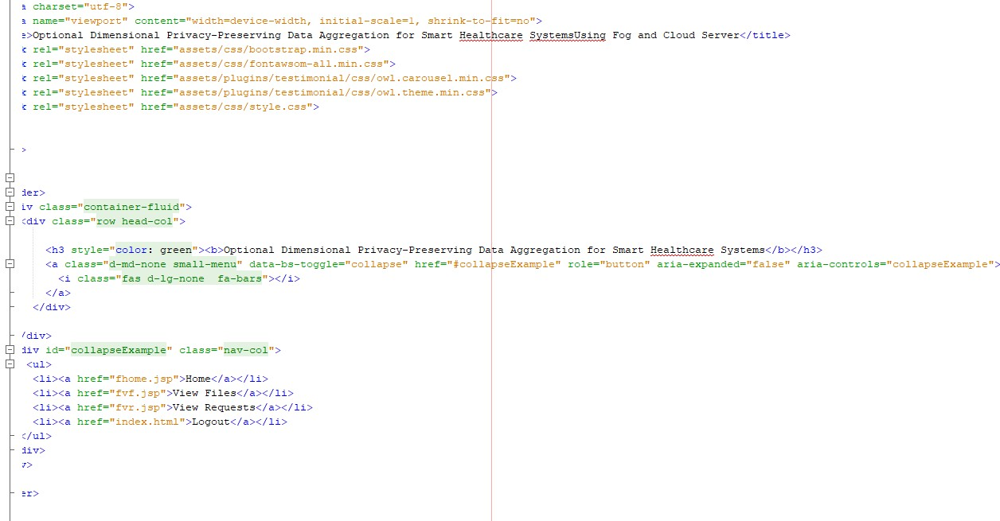 a charset="utf-8">
a name="viewport" content="width=device-width, initial-scale=1, shrink-to-fit=no">
e>Optional Dimensional Privacy-Preserving Data Aggregation for Smart Healthcare SystemsUsing Fog and Cloud Server</title>
k rel="stylesheet" href="assets/css/bootstrap.min.css">
k rel="stylesheet" href="assets/css/fontawsom-all.min.css">
k rel="stylesheet" href="assets/plugins/testimonial/css/owl.carousel.min.css">
k rel="stylesheet" href="assets/plugins/testimonial/css/owl.theme.min.css">
k rel="stylesheet" href="assets/css/style.css">
>
der>
iv class="container-fluid">
<div class="row head-col">
<h3 style="color: green"><b>Optional Dimensional Privacy-Preserving Data Aggregation for Smart Healthcare Systems</b></h3>
<a class="d-md-none small-menu" data-bs-toggle="collapse" href="#collapseExample" role="button" aria-expanded="false" aria-controls="collapseExample">
<i class="fas d-lg-none  fa-bars"></i>
</a>
</div>
/div>
div id="collapseExample" class="nav-col">
<ul>
<li><a href="fhome.jsp">Home</a></li>
<li><a href="fvf.jsp">View Files</a></li>
<li><a href="fvr.jsp">View Requests</a></li>
<li><a href="index.html">Logout</a></li>
</ul>
div>
v>
er>